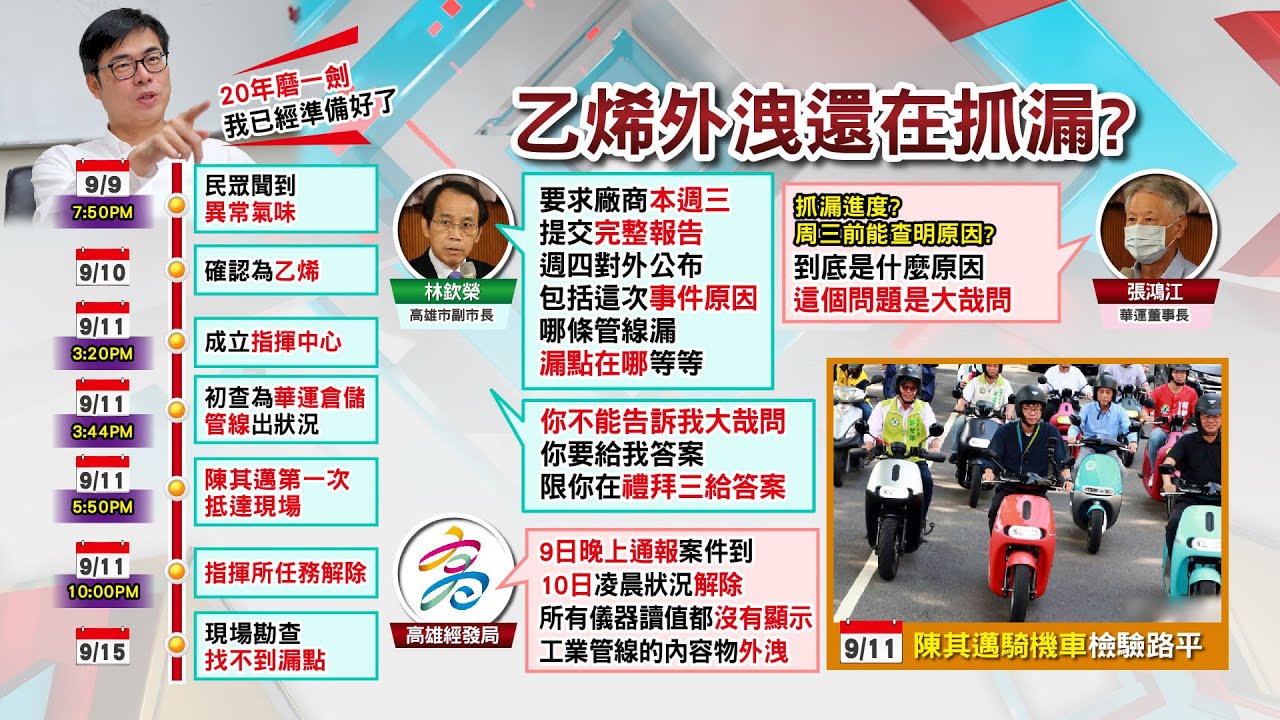 20年磨一劍
我已經準備好了
乙烯外洩還在抓漏?
9/9
7:50PM
民眾聞到
異常氣味
9/10
確認為乙烯
9/11
3:20PM
成立指揮中心
9/11
3:44PM
初查為華運倉儲
管線出狀況
9/11
5:50PM
陳其邁第一次
抵達現場
9/11
10:00PM
指揮所任務解除
9/15
現場勘查
找不到漏點
林欽榮
高雄市副市長
要求廠商本週三
提交完整報告
週四對外公布
包括這次事件原因
哪條管線漏
漏點在哪等等
抓漏進度?
周三前能查明原因?
到底是什麼原因
這個問題是大哉問
張鴻江
華運董事長
你不能告訴我大哉問
你要給我答案
限你在禮拜三給答案
高雄經發局
9日晚上通報案件到
10日凌晨狀況解除
所有儀器讀值都沒有顯示
工業管線的內容物外洩
9/11
陳其邁騎機車檢驗路平